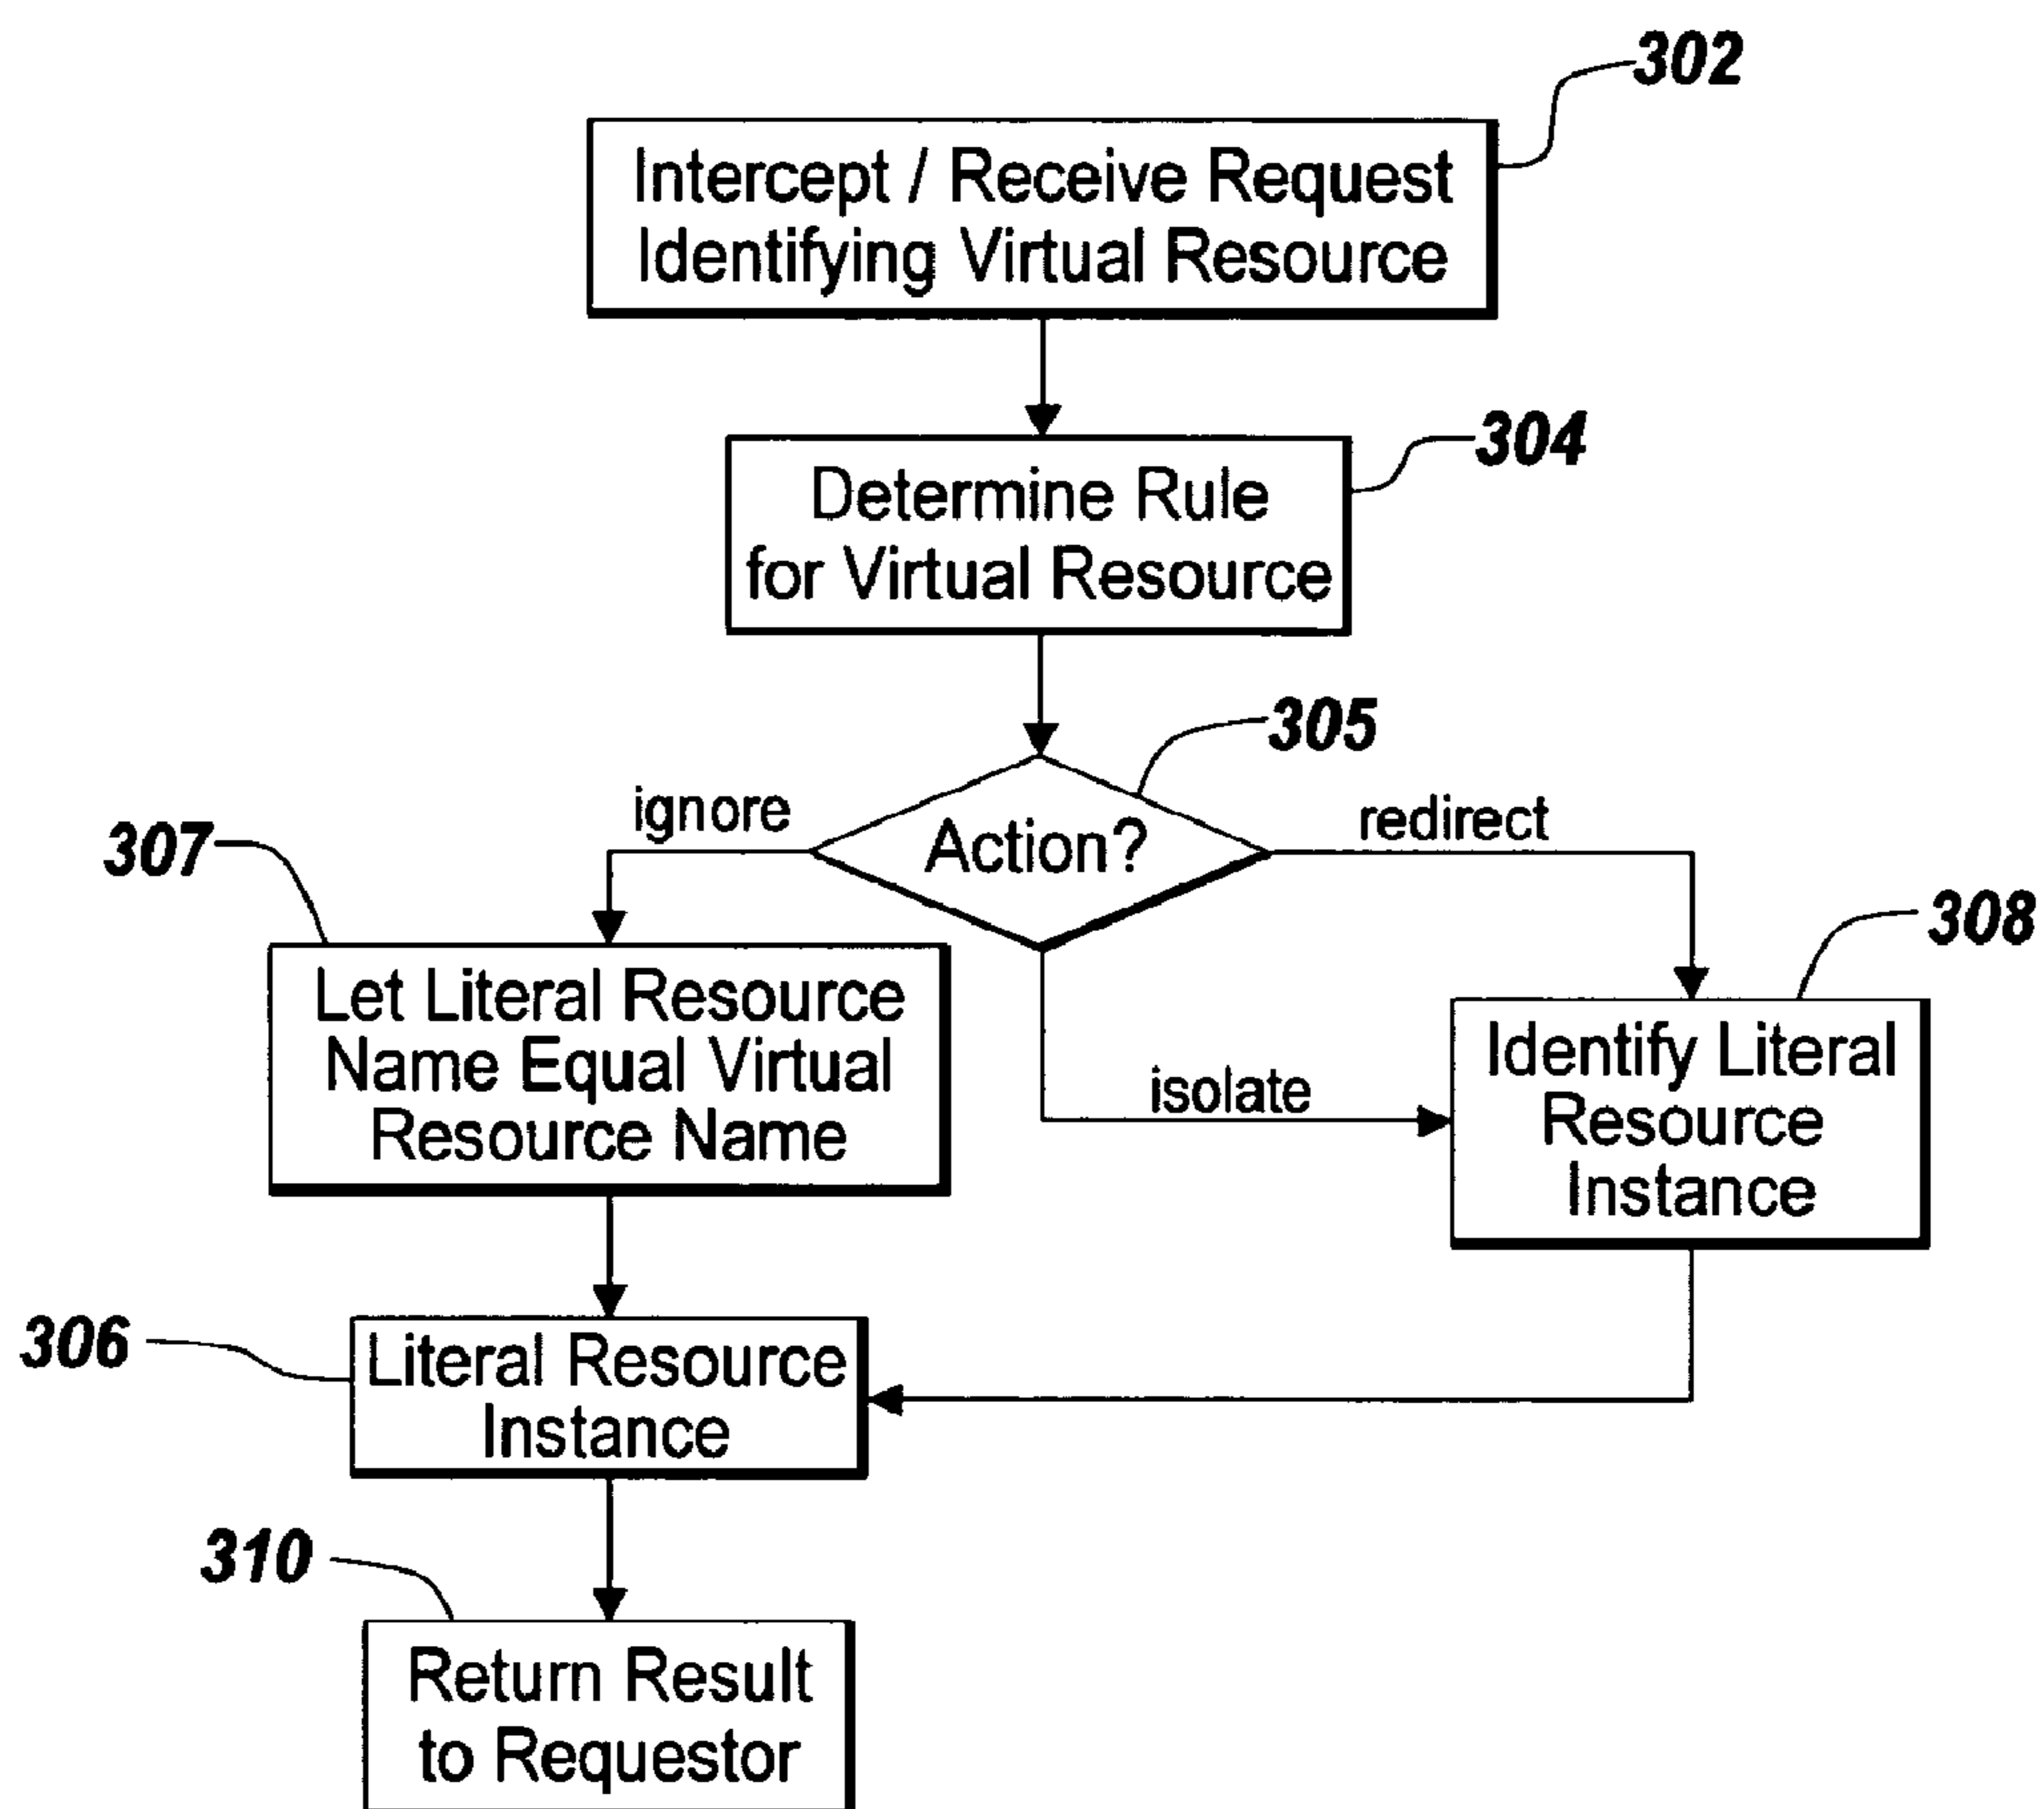 302
Intercept / Receive Request
Identifying Virtual Resource
304
Determine Rule
for Virtual Resource
305
ignore
Action?
redirect
307
308
Let Literal Resource
Name Equal Virtual
Resource Name
isolate
Identify Literal
Resource
Instance
306
Literal Resource
Instance
310
Return Result
to Requestor